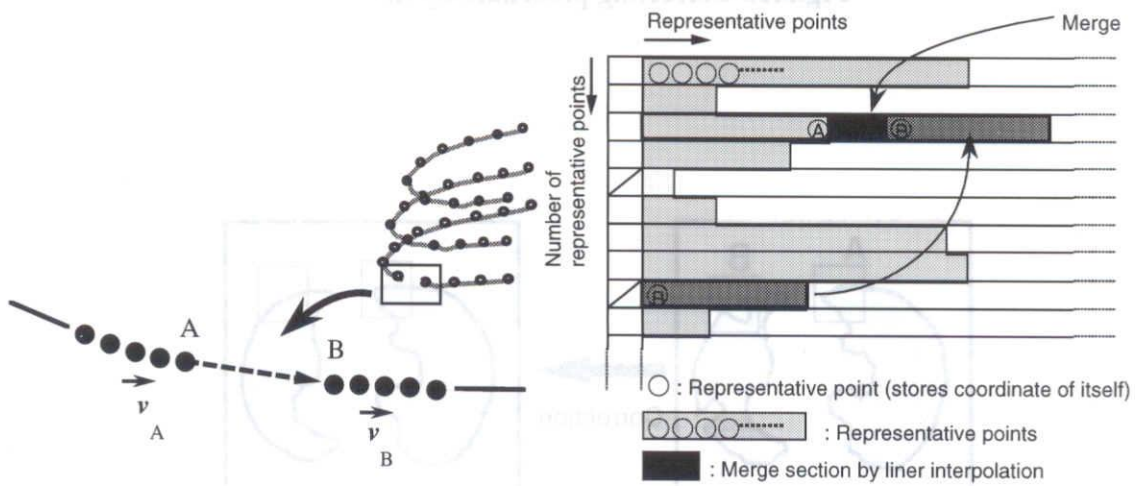 Representative points
Merge
Number of
representative points
A
B
B
A
B
v
A
v
B
: Representative point (stores coordinate of itself)
: Representative points
: Merge section by liner interpolation